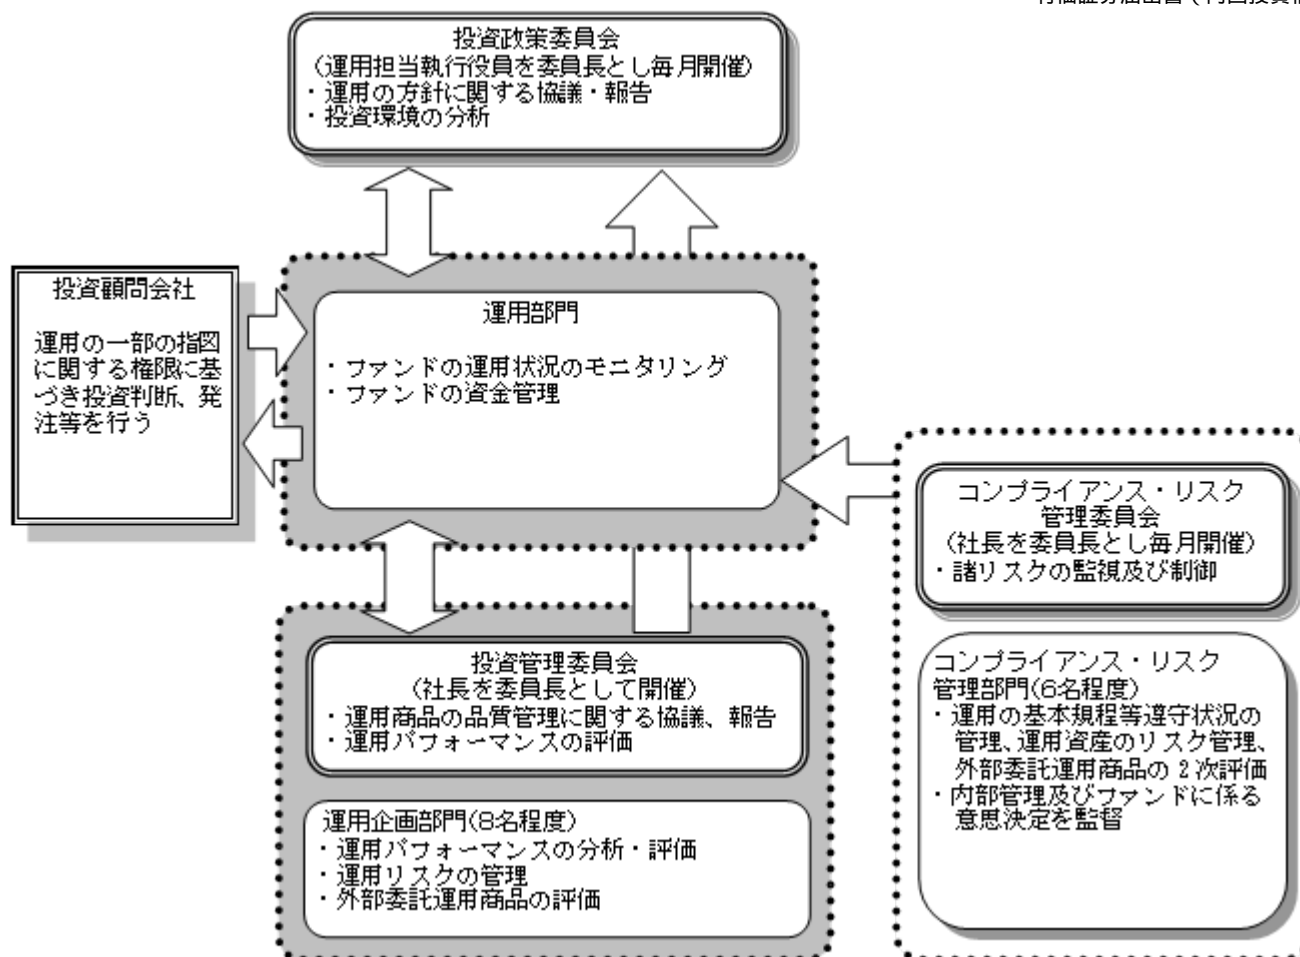 投資政策委員会
(運用担当執行役員を委員長とし毎月開催)
・運用の方針に関する協議・報告
・投資環境の分析
投資顧問会社
運用の一部の指図
に関する権限に基
づき投資判断、発
注等を行う
運用部門
・ファンドの運用状況のモニタリング
・ファンドの資金管理
コンプライアンス・リスク
管理委員会
(社長を委員長とし毎月開催)
・諸リスクの監視及び制御
投資管理委員会
(社長を委員長として開催)
・運用商品の品質管理に関する協議、報告
・運用パフォーマンスの評価
コンプライアンス・リスク
管理部門(6名程度)
・運用の基本規程等遵守状況の
管理、運用資産のリスク管理、
外部委託運用商品の2次評価
・内部管理及びファンドに係る
意思決定を監督
運用企画部門(8名程度)
・運用パフォーマンスの分析・評価
・運用リスクの管理
・外部委託運用商品の評価